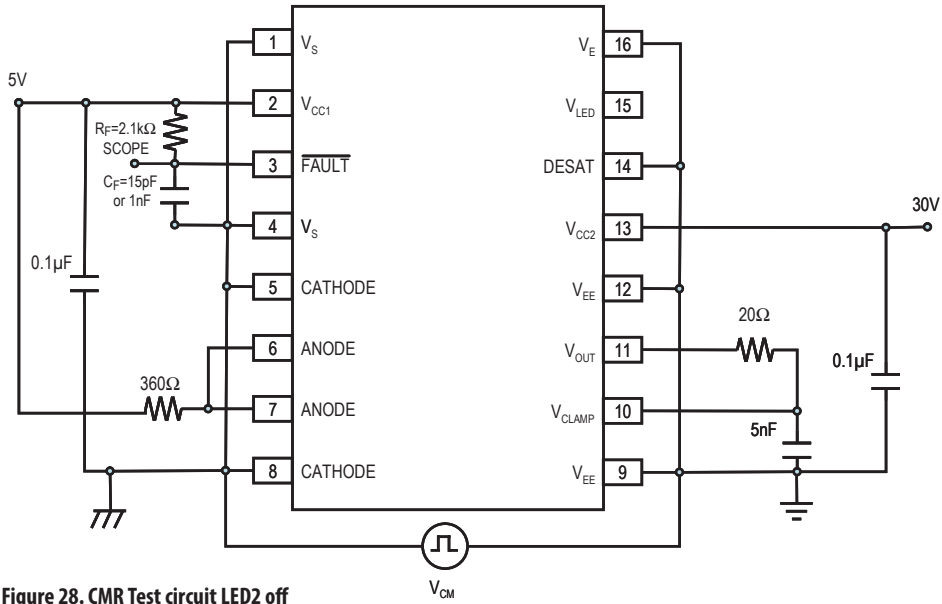 1 V_S
V_E 16
5V
2 V_CC1
V_LED 15
R_F=2.1kΩ
SCOPE
3 FAULT
DESAT 14
C_F=15pF
or 1nF
30V
4 V_S
V_CC2 13
0.1µF
5 CATHODE
V_EE 12
20Ω
6 ANODE
V_OUT 11
0.1µF
360Ω
7 ANODE
V_CLAMP 10
5nF
8 CATHODE
V_EE 9
V_CM
Figure 28. CMR Test circuit LED2 off